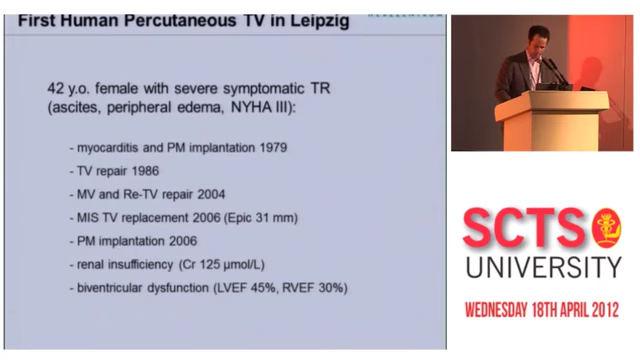 First Human Percutaneous TV in Leipzig
42 y.o. female with severe symptomatic TR
(ascites, peripheral edema, NYHA III):
- myocarditis and PM implantation 1979
- TV repair 1986
- MV and Re-TV repair 2004
- MIS TV replacement 2006 (Epic 31 mm)
- PM implantation 2006
- renal insufficiency (Cr 125 µmol/L)
- biventricular dysfunction (LVEF 45%, RVEF 30%)
SCTS
UNIVERSITY
WEDNESDAY 18TH APRIL 2012